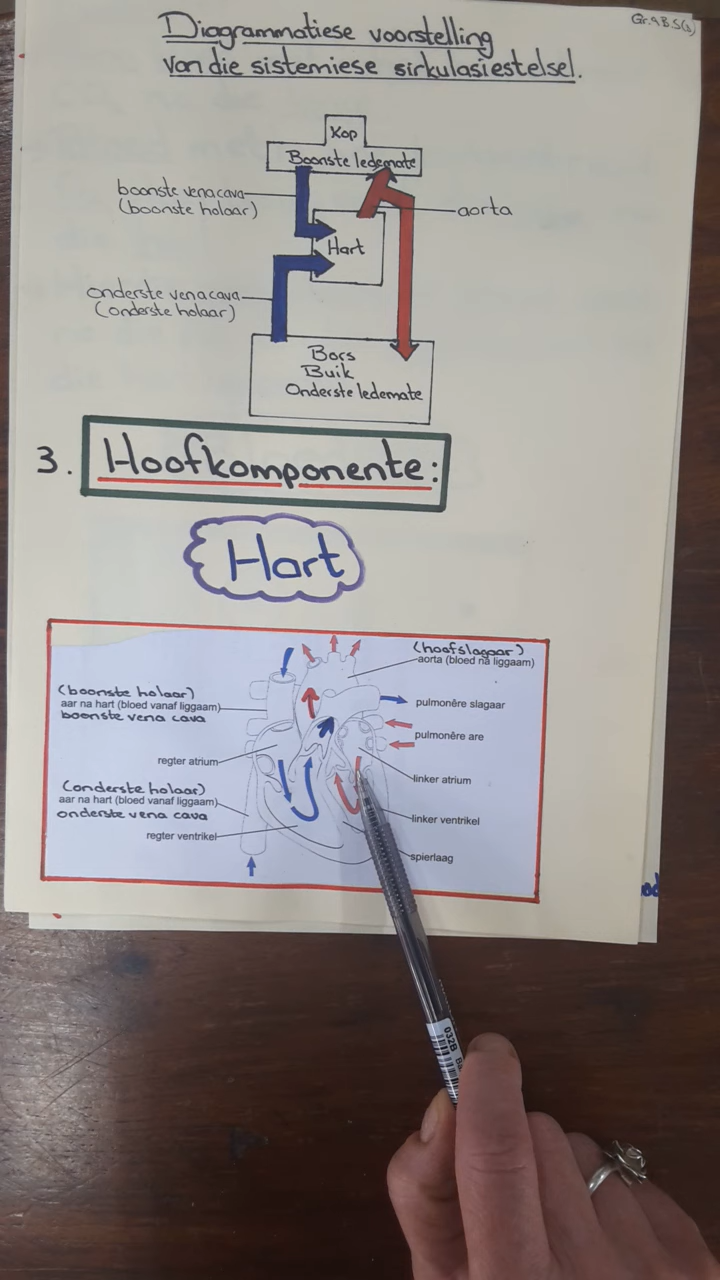 Gr.9 B S(3)
Diagrammatiese voorstelling
van die sistemiese sirkulasiestelsel.
Kop
Boonste ledemate
boonste vena cava
(boonste holaar)
aorta
Hart
onderste vena cava
(onderste holaar)
Bors
Buik
Onderste ledemate
3. Hoofkomponente:
Hart
(hoofslagaar)
aorta (bloed na liggaam)
(boonste holaar)
aar na hart (bloed vanaf liggaam)
boonste vena cava
pulmonêre slagaar
pulmonêre are
regter atrium
linker atrium
(onderste holaar)
aar na hart (bloed vanaf liggaam)
onderste vena cava
linker ventrikel
regter ventrikel
spierlaag
032B